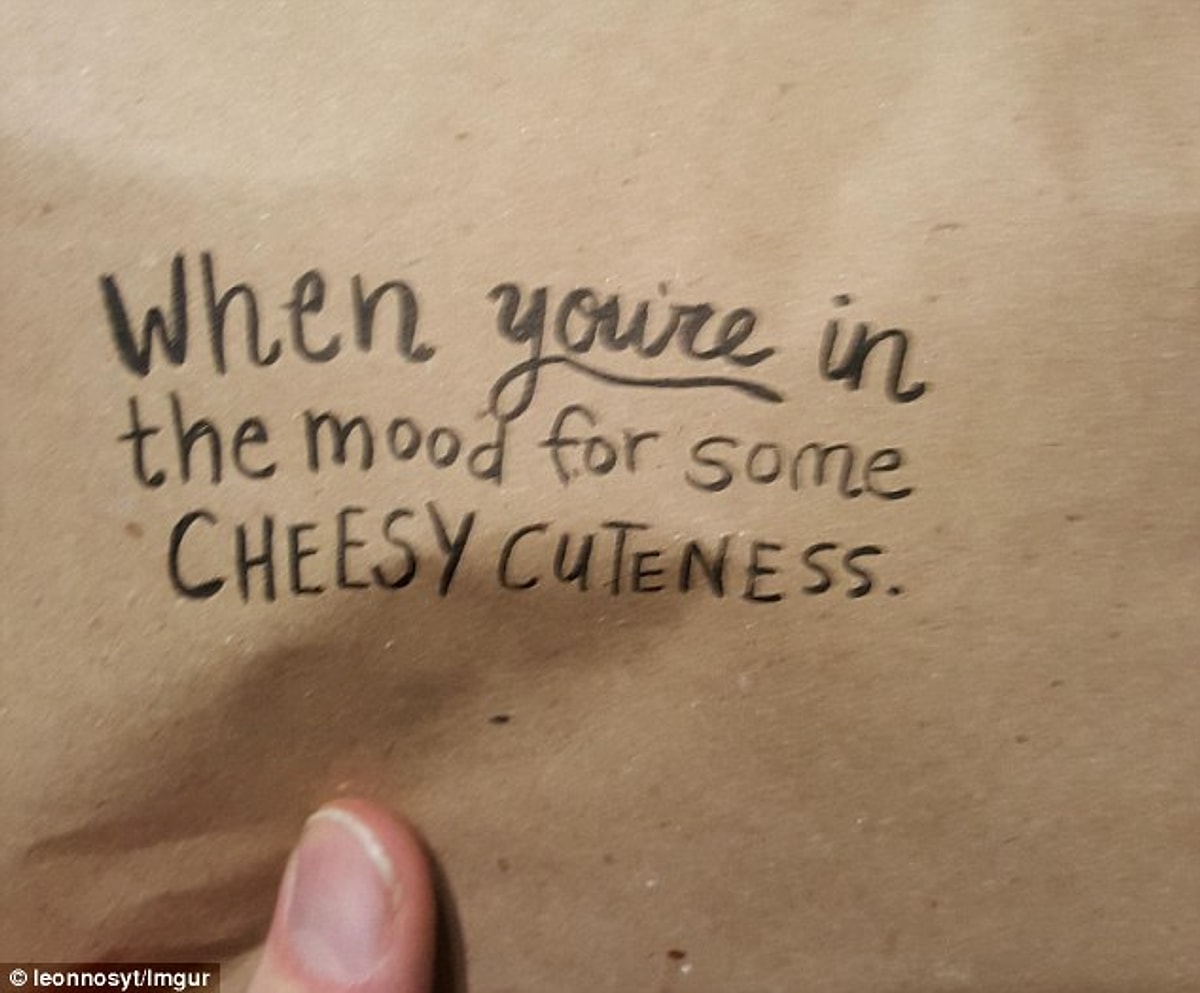 When you're in
the mood for some
CHEESY CUTENESS.
© leonnosyt/Imgur